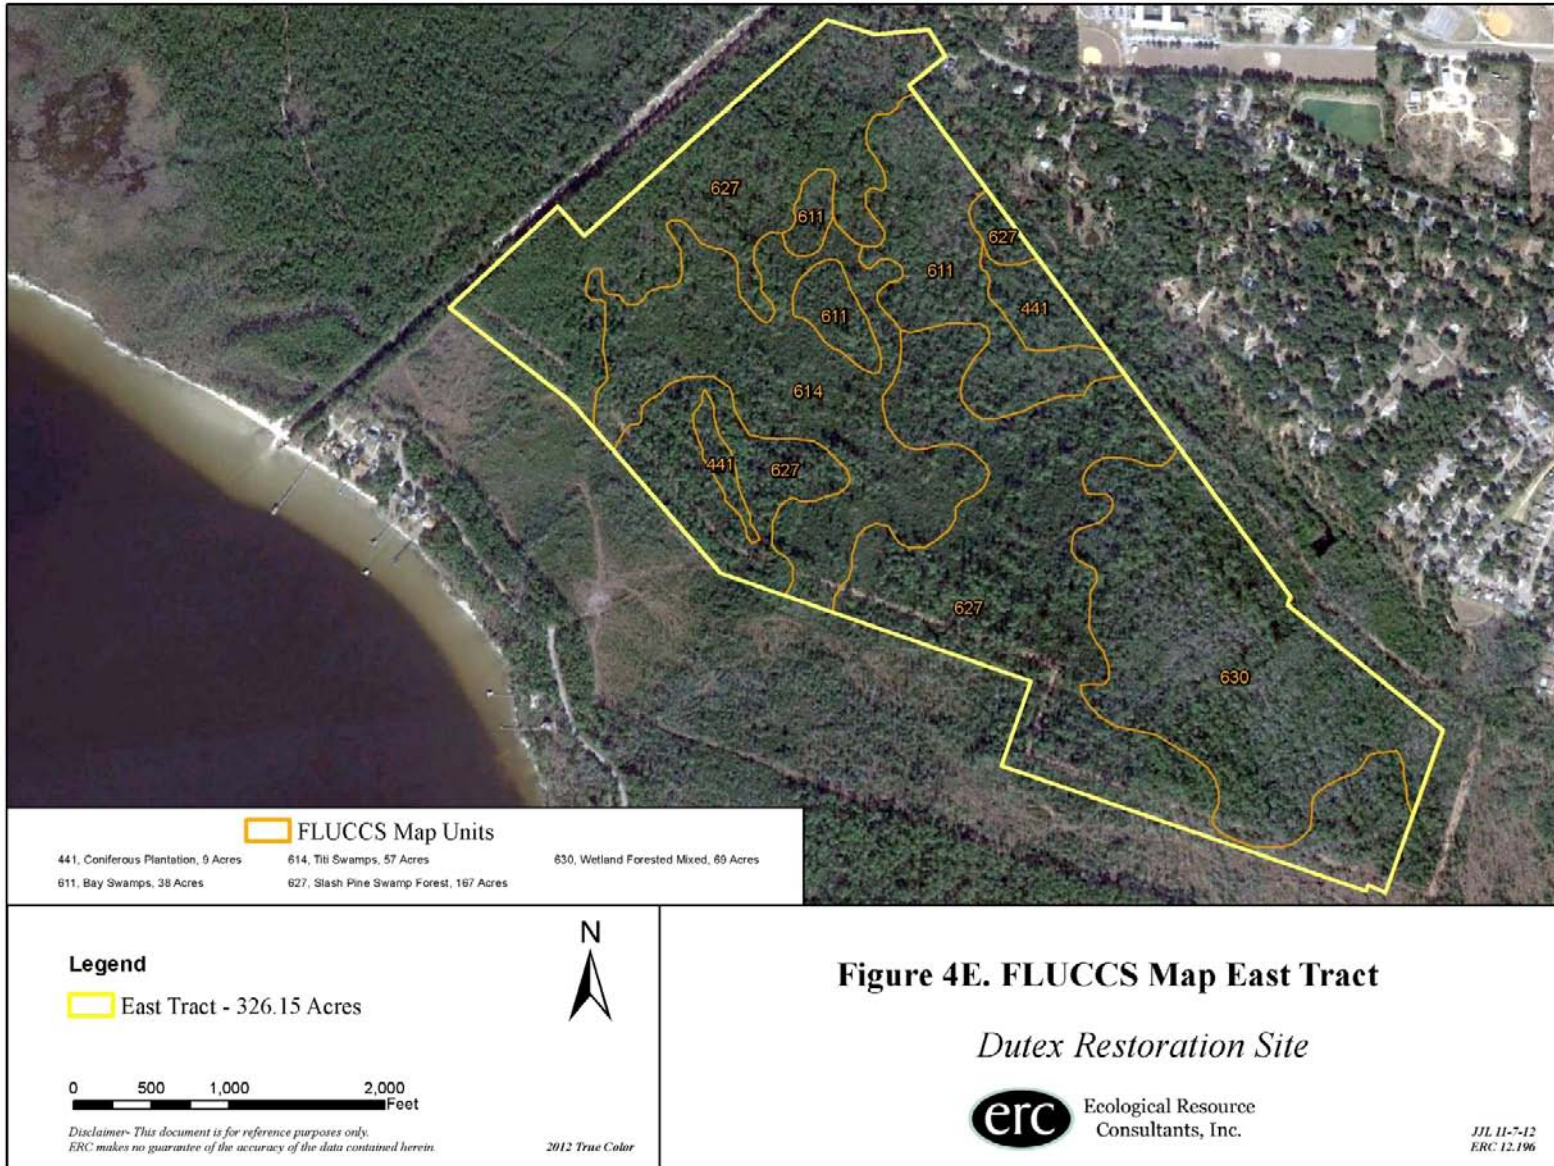 627
611
627
611
441
611
614
441
627
627
630
FLUCCS Map Units
441, Coniferous Plantation, 9 Acres 614, Titi Swamps, 57 Acres 630, Wetland Forested Mixed, 69 Acres
611, Bay Swamps, 38 Acres 627, Slash Pine Swamp Forest, 167 Acres
Legend
East Tract - 326.15 Acres
N
0 500 1,000 2,000
Feet
Disclaimer- This document is for reference purposes only.
ERC makes no guarantee of the accuracy of the data contained herein.
2012 True Color
Figure 4E. FLUCCS Map East Tract
Dutex Restoration Site
erc
Ecological Resource
Consultants, Inc.
JJL 11-7-12
ERC 12.196